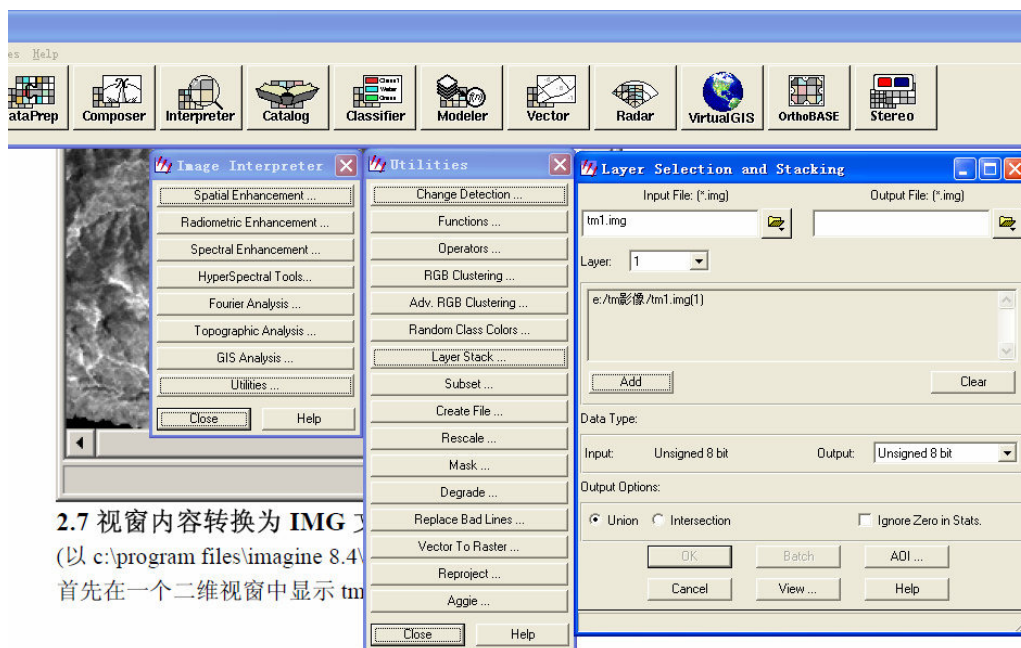 es Help
ataPrep Composer Interpreter Catalog Classifier Modeler Vector Radar VirtualGIS OrthoBASE Stereo
Image Interpreter
Spatial Enhancement ...
Radiometric Enhancement ...
Spectral Enhancement ...
HyperSpectral Tools...
Fourier Analysis ...
Topographic Analysis ...
GIS Analysis ...
Utilities ...
Close Help
Utilities
Change Detection ...
Functions ...
Operators ...
RGB Clustering ...
Adv. RGB Clustering ...
Random Class Colors ...
Layer Stack ...
Subset ...
Create File ...
Rescale ...
Mask ...
Degrade ...
Replace Bad Lines ...
Vector To Raster ...
Reproject ...
Aggie ...
Close Help
Layer Selection and Stacking
Input File: (*.img) Output File: (*.img)
tm1.img
Layer: 1
e:/tm影像/tm1.img(1)
Add Clear
Data Type:
Input: Unsigned 8 bit Output: Unsigned 8 bit
Output Options:
Union Intersection Ignore Zero in Stats.
OK Batch AOI ...
Cancel View ... Help
2.7 视窗内容转换为 IMG
(以 c:\program files\imagine 8.4\
首先在一个二维视窗中显示 tm